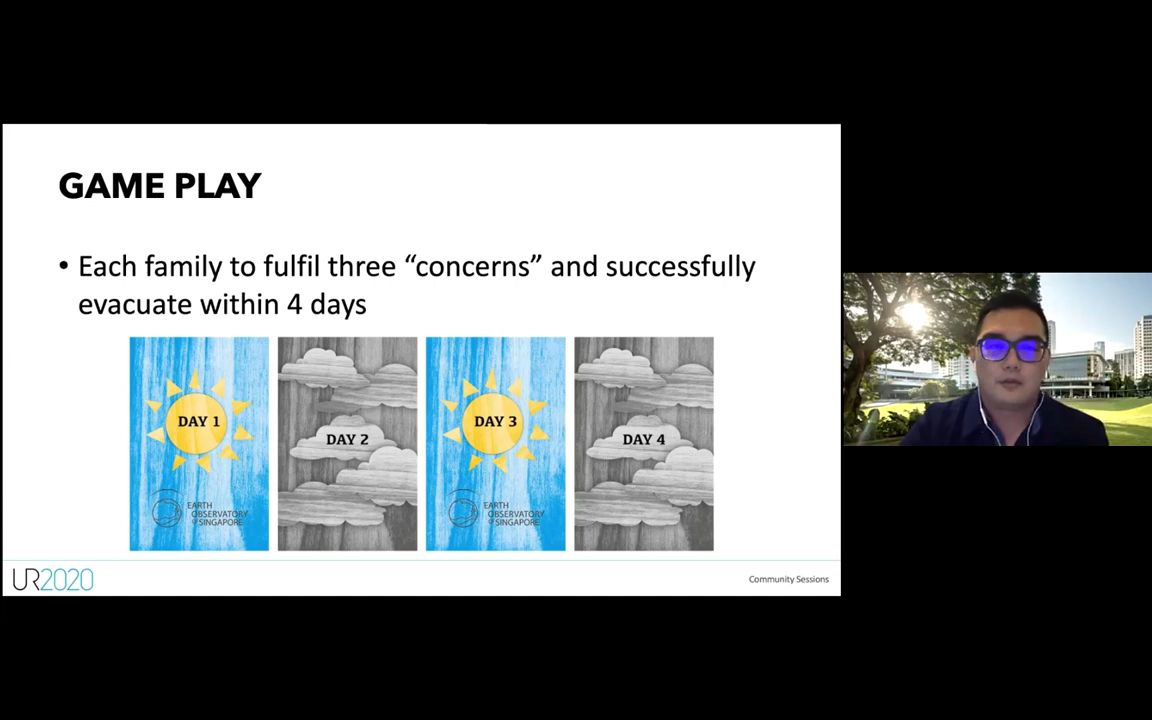 GAME PLAY
• Each family to fulfil three “concerns” and successfully
evacuate within 4 days
DAY 1
DAY 2
DAY 3
DAY 4
EARTH
OBSERVATORY
OF SINGAPORE
EARTH
OBSERVATORY
OF SINGAPORE
UR2020
Community Sessions